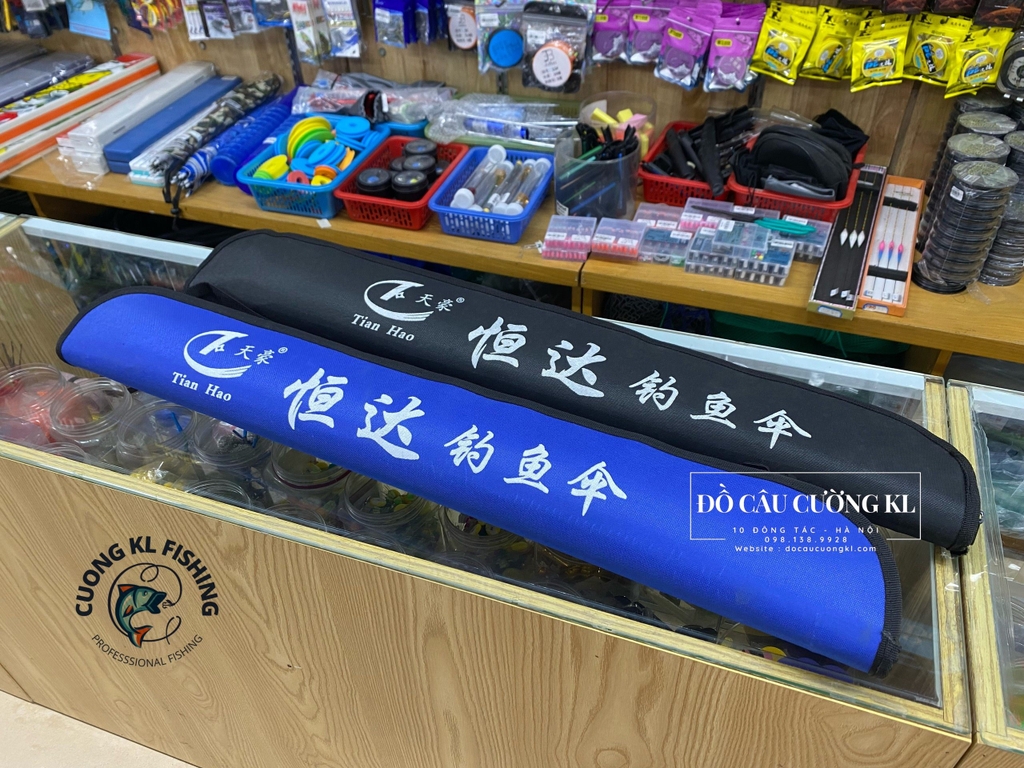 天豪®
Tian Hao
恒达 钓鱼伞
天豪®
Tian Hao
恒达 钓鱼伞
ĐỒ CÂU CƯỜNG KL
10 ĐÔNG TÁC - HÀ NỘI
098.138.9928
Website : docaucuongkl.com
CUONG KL FISHING
PROFESSSIONAL FISHING